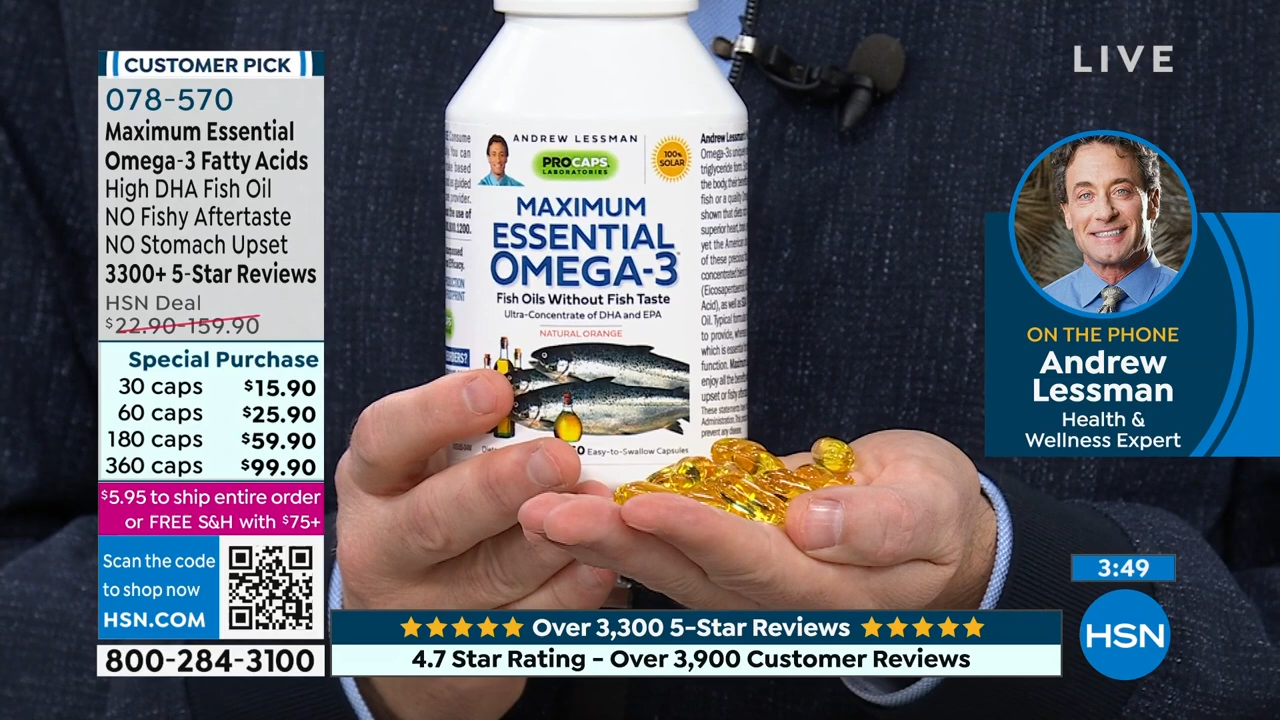 CUSTOMER PICK
078-570
Maximum Essential
Omega-3 Fatty Acids
High DHA Fish Oil
NO Fishy Aftertaste
NO Stomach Upset
3300+ 5-Star Reviews
HSN Deal
$22.90-159.90
Special Purchase
30 caps $15.90
60 caps $25.90
180 caps $59.90
360 caps $99.90
$5.95 to ship entire order
or FREE S&H with $75+
Scan the code
to shop now
HSN.COM
800-284-3100
ANDREW LESSMAN
PROCAPS
LABORATORIES
100%
SOLAR
MAXIMUM
ESSENTIAL
OMEGA-3
Fish Oils Without Fish Taste
Ultra-Concentrate of DHA and EPA
NATURAL ORANGE
Easy-to-Swallow Capsules
LIVE
ON THE PHONE
Andrew
Lessman
Health &
Wellness Expert
3:49
HSN
Over 3,300 5-Star Reviews
4.7 Star Rating – Over 3,900 Customer Reviews